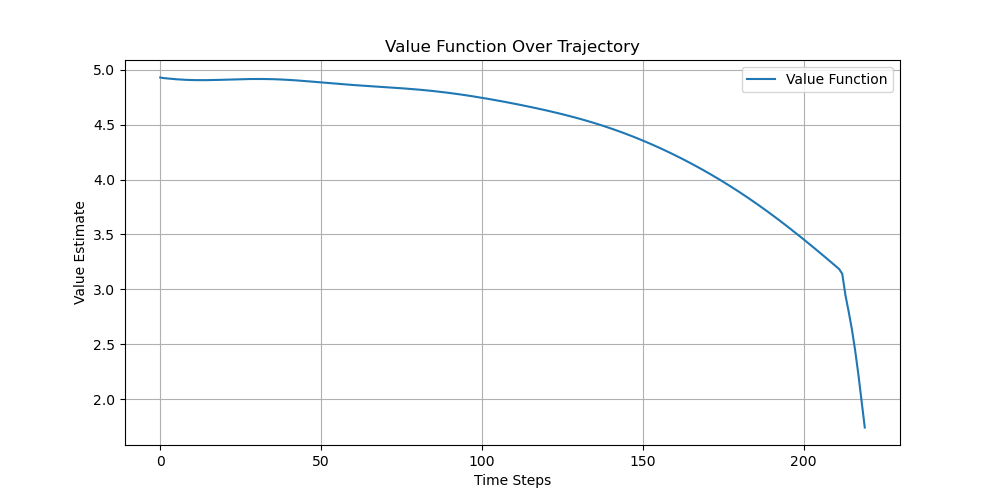 Value Function Over Trajectory
Value Function
Value Estimate
5.0
4.5
4.0
3.5
3.0
2.5
2.0
0 50 100 150 200
Time Steps